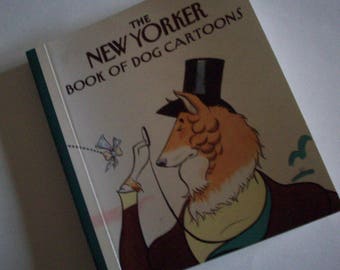 THE
NEW YORKER
BOOK OF DOG CARTOONS